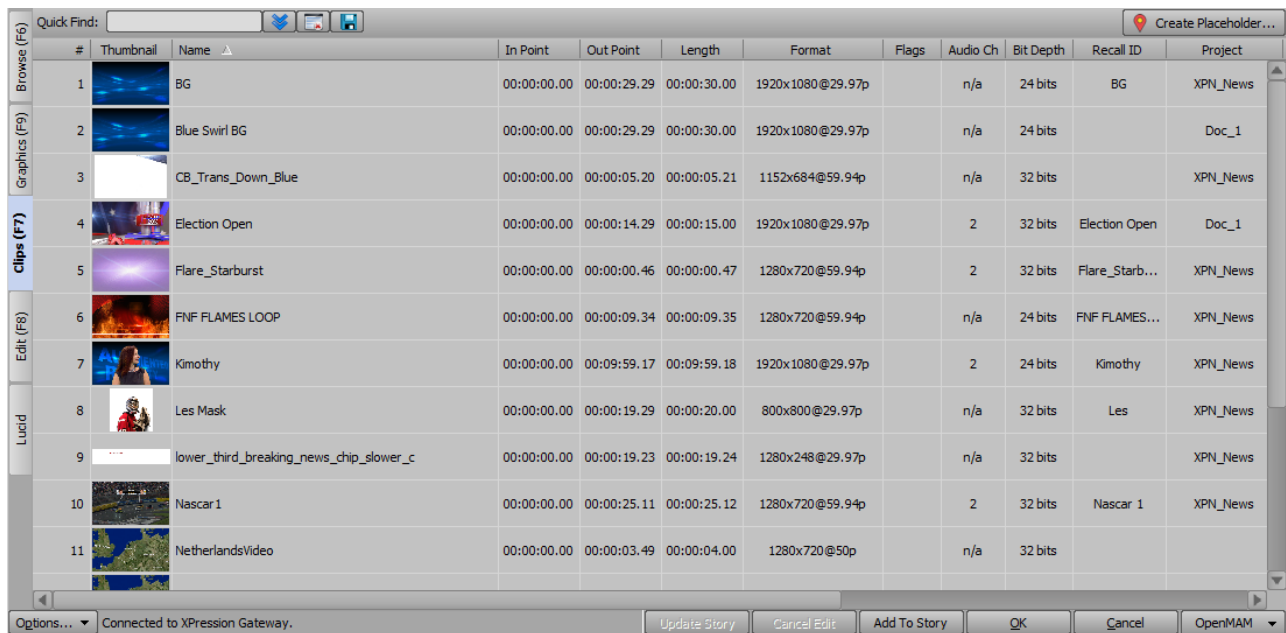 Quick Find:
Create Placeholder...
Browse (F6)
Graphics (F9)
Clips (F7)
Edit (F8)
Lucid
# Thumbnail Name In Point Out Point Length Format Flags Audio Ch Bit Depth Recall ID Project
1 BG 00:00:00.00 00:00:29.29 00:00:30.00 1920x1080@29.97p n/a 24 bits BG XPN_News
2 Blue Swirl BG 00:00:00.00 00:00:29.29 00:00:30.00 1920x1080@29.97p n/a 24 bits Doc_1
3 CB_Trans_Down_Blue 00:00:00.00 00:00:05.20 00:00:05.21 1152x684@59.94p n/a 32 bits XPN_News
4 Election Open 00:00:00.00 00:00:14.29 00:00:15.00 1920x1080@29.97p 2 32 bits Election Open Doc_1
5 Flare_Starburst 00:00:00.00 00:00:00.46 00:00:00.47 1280x720@59.94p 2 32 bits Flare_Starb... XPN_News
6 FNF FLAMES LOOP 00:00:00.00 00:00:09.34 00:00:09.35 1280x720@59.94p n/a 24 bits FNF FLAMES... XPN_News
7 Kimothy 00:00:00.00 00:09:59.17 00:09:59.18 1920x1080@29.97p 2 24 bits Kimothy XPN_News
8 Les Mask 00:00:00.00 00:00:19.29 00:00:20.00 800x800@29.97p n/a 32 bits Les XPN_News
9 lower_third_breaking_news_chip_slower_c 00:00:00.00 00:00:19.23 00:00:19.24 1280x248@29.97p n/a 32 bits XPN_News
10 Nascar1 00:00:00.00 00:00:25.11 00:00:25.12 1280x720@59.94p 2 32 bits Nascar 1 XPN_News
11 NetherlandsVideo 00:00:00.00 00:00:03.49 00:00:04.00 1280x720@50p n/a 32 bits
Options... Connected to XPression Gateway. Update Story Cancel Edit Add To Story OK Cancel OpenMAM